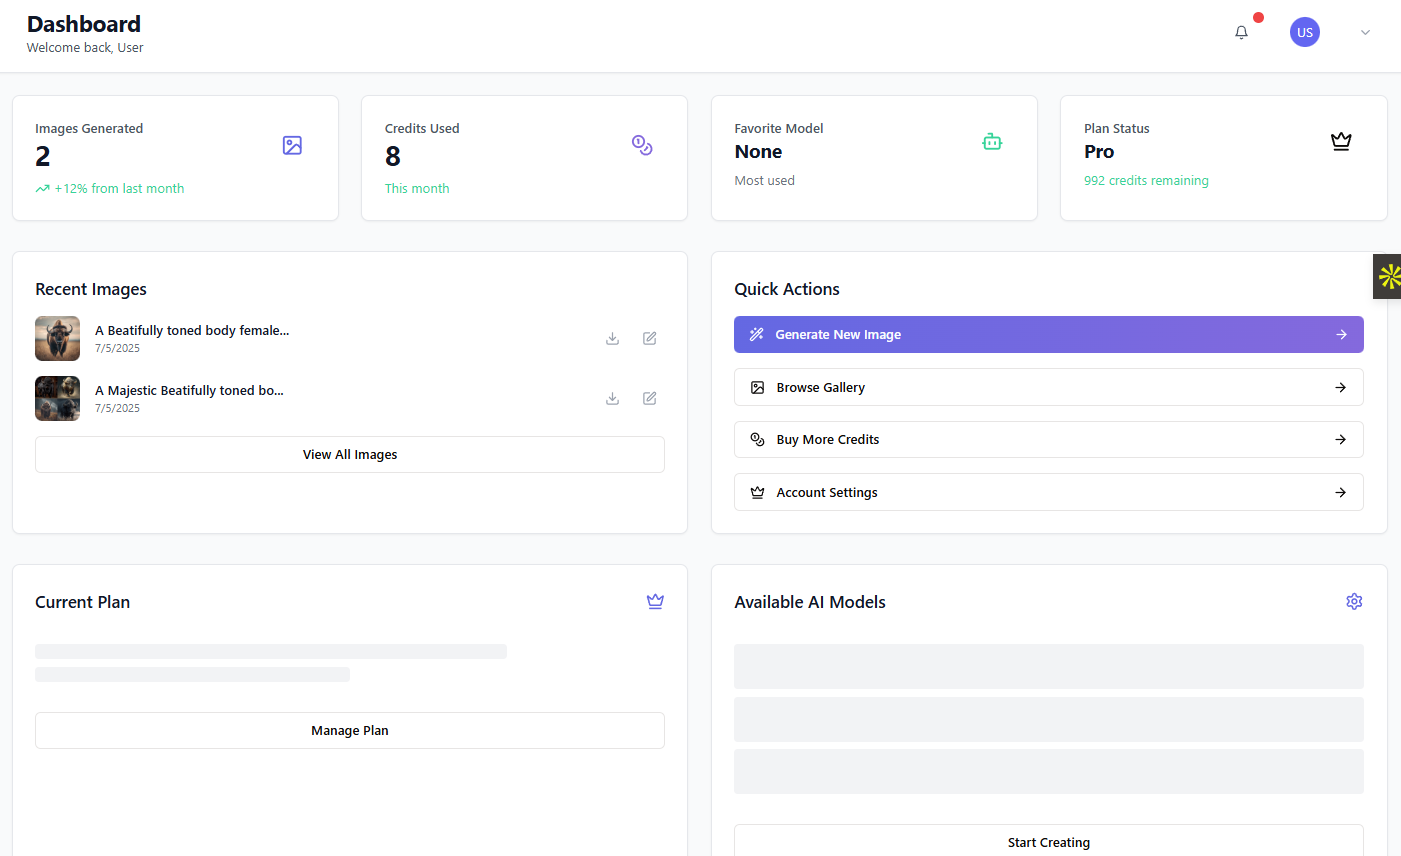 Dashboard
Welcome back, User
US
Images Generated
2
+12% from last month
Credits Used
8
This month
Favorite Model
None
Most used
Plan Status
Pro
992 credits remaining
Recent Images
A Beatifully toned body female...
7/5/2025
A Majestic Beatifully toned bo...
7/5/2025
View All Images
Quick Actions
Generate New Image
Browse Gallery
Buy More Credits
Account Settings
Current Plan
Manage Plan
Available AI Models
Start Creating